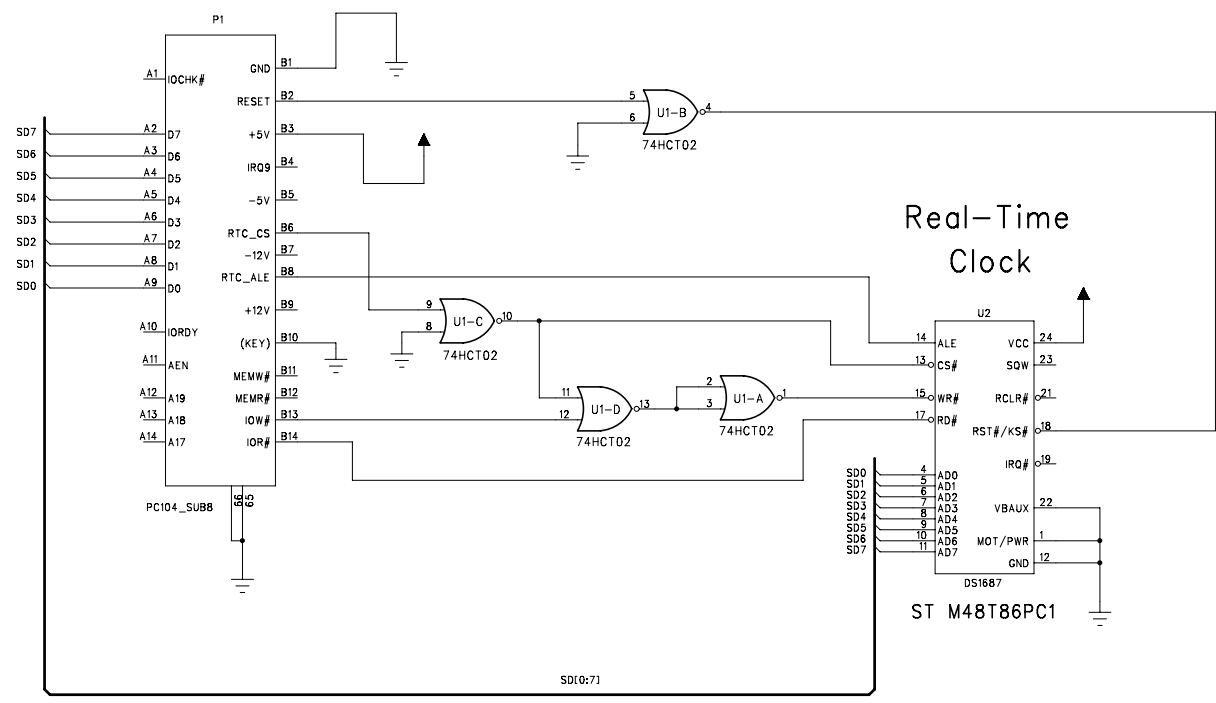 P1
A1 IOCHK#
SD7 A2 D7
SD6 A3 D6
SD5 A4 D5
SD4 A5 D4
SD3 A6 D3
SD2 A7 D2
SD1 A8 D1
SD0 A9 D0
A10 IORDY
A11 AEN
A12 A19
A13 A18
A14 A17
GND B1
RESET B2
+5V B3
IRQ9 B4
-5V B5
RTC_CS B6
-12V B7
RTC_ALE B8
+12V B9
(KEY) B10
MEMW# B11
MEMR# B12
IOW# B13
IOR# B14
PC104_SUB8
66
65
5
6
U1-B
4
74HCT02
9
8
U1-C
10
74HCT02
11
12
U1-D
13
74HCT02
2
3
U1-A
1
74HCT02
Real-Time
Clock
U2
14 ALE
13 CS#
15 WR#
17 RD#
SD0 4 AD0
SD1 5 AD1
SD2 6 AD2
SD3 7 AD3
SD4 8 AD4
SD5 9 AD5
SD6 10 AD6
SD7 11 AD7
VCC 24
SQW 23
RCLR# 21
RST#/KS# 18
IRQ# 19
VBAUX 22
MOT/PWR 1
GND 12
DS1687
ST M48T86PC1
SD[0:7]